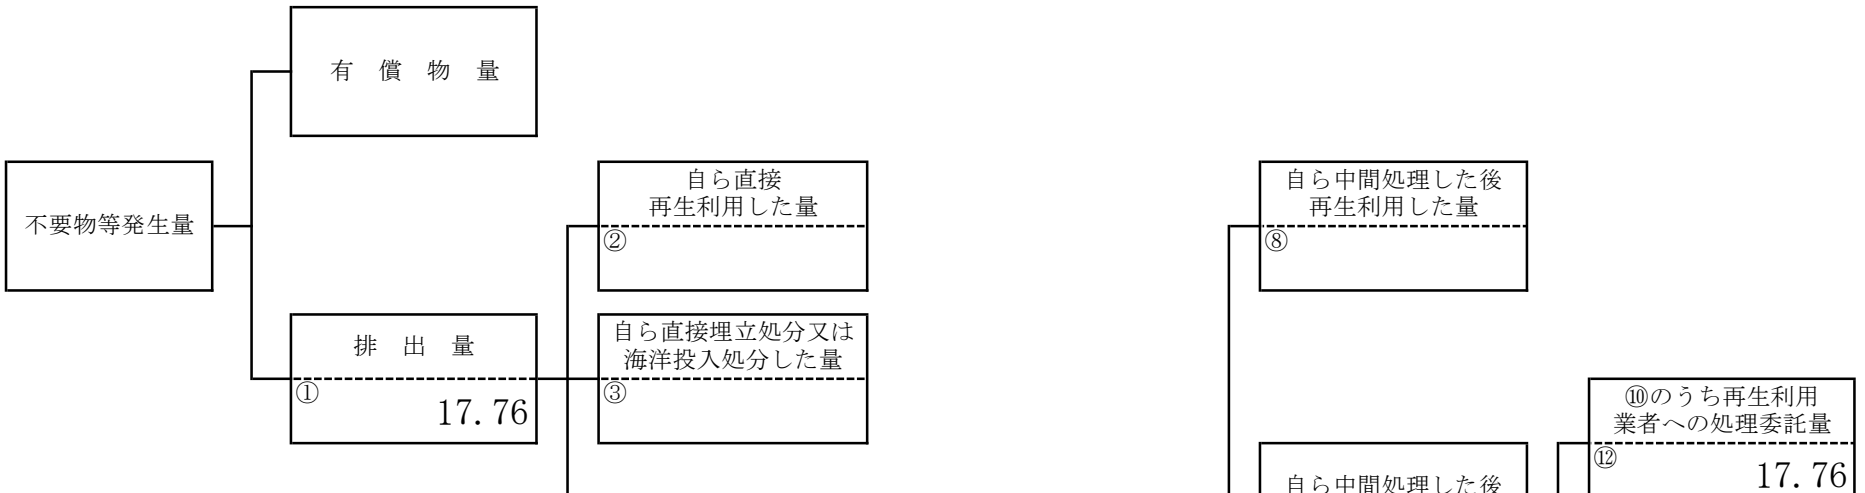 有 償 物 量
不要物等発生量
自ら直接
再生利用した量
②
自ら中間処理した後
再生利用した量
⑧
排 出 量
①
17.76
自ら直接埋立処分又は
海洋投入処分した量
③
⑩のうち再生利用
業者への処理委託量
⑫
17.76
自ら中間処理した後